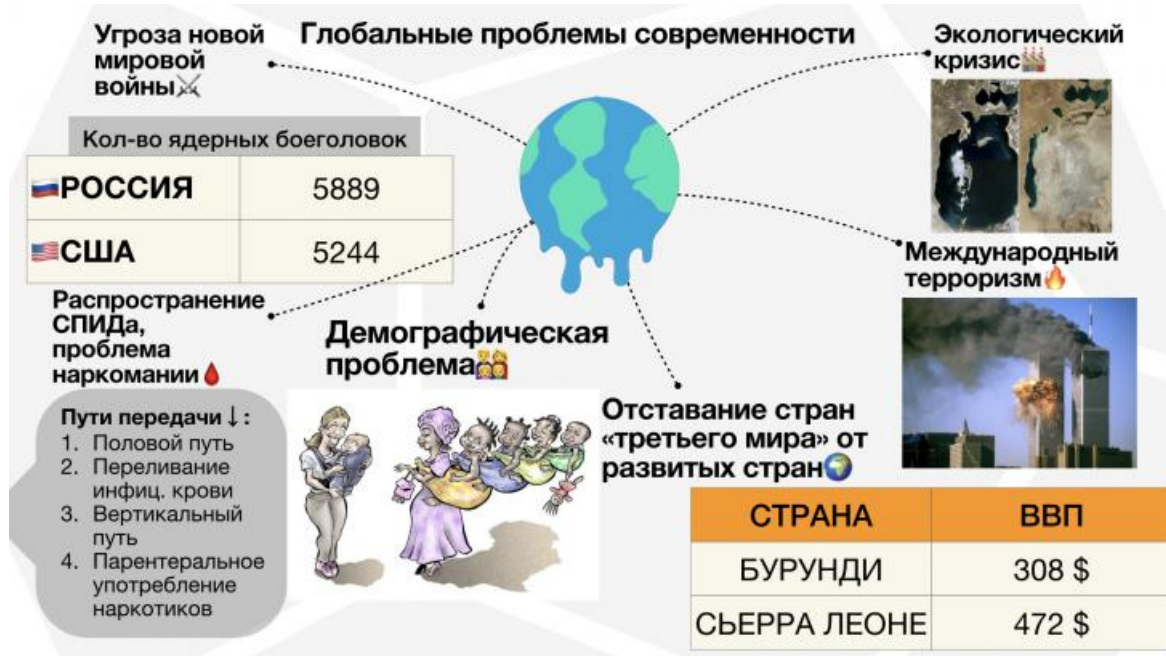 Глобальные проблемы современности
Угроза новой
мировой
войны⚔
Кол-во ядерных боеголовок
🇷🇺РОССИЯ 5889
🇺🇸США 5244
Распространение
СПИДа,
проблема
наркомании🩸
Пути передачи ↓:
1. Половой путь
2. Переливание
инфиц. крови
3. Вертикальный
путь
4. Парентеральное
употребление
наркотиков
Демографическая
проблема👨‍👩‍👧‍👦
Отставание стран
«третьего мира» от
развитых стран🌍
СТРАНА ВВП
БУРУНДИ 308 $
СЬЕРРА ЛЕОНЕ 472 $
Экологический
кризис🏭
Международный
терроризм🔥